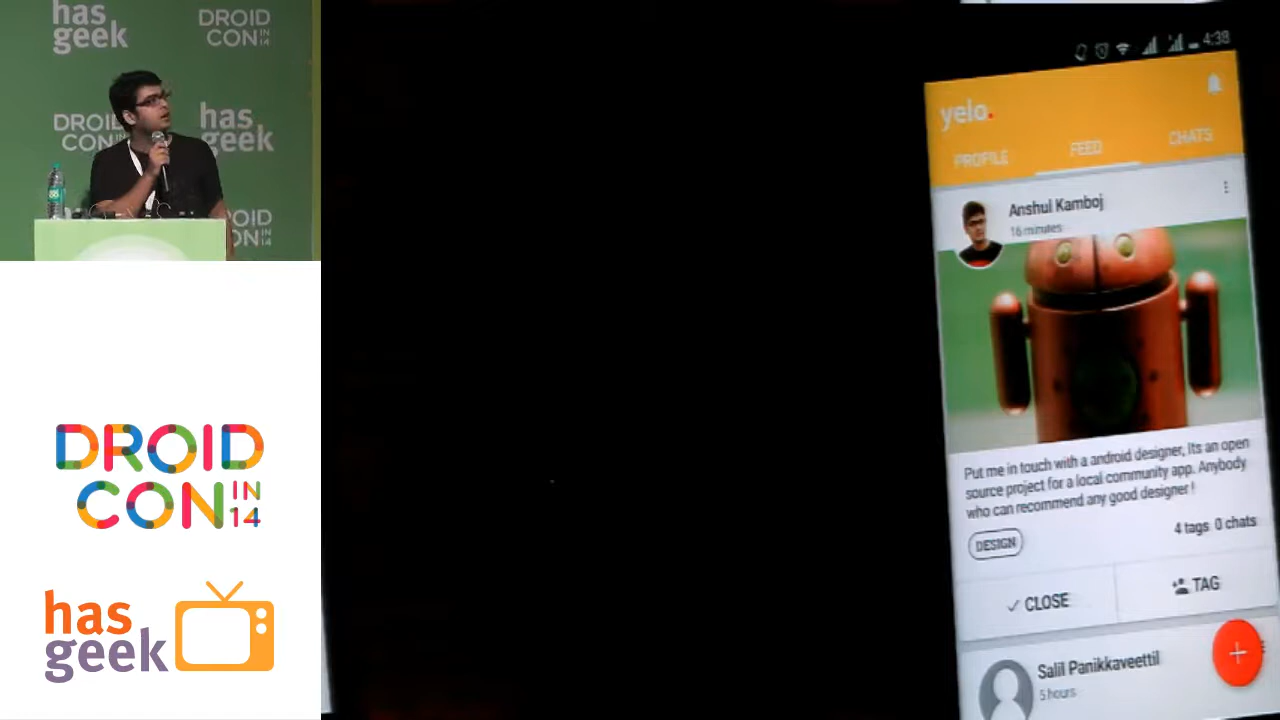 has
geek
DROID
CON IN
14
DROID
CON
has
geek
DROID
CON IN
14
DROID
CON IN
14
has
geek
4:38
yelo.
PROFILE
FEED
CHATS
Anshul Kamboj
16 minutes
Put me in touch with a android designer, Its an open
source project for a local community app. Anybody
who can recommend any good designer !
DESIGN
4 tags 0 chats
CLOSE
TAG
Salil Panikkaveettil
5 hours